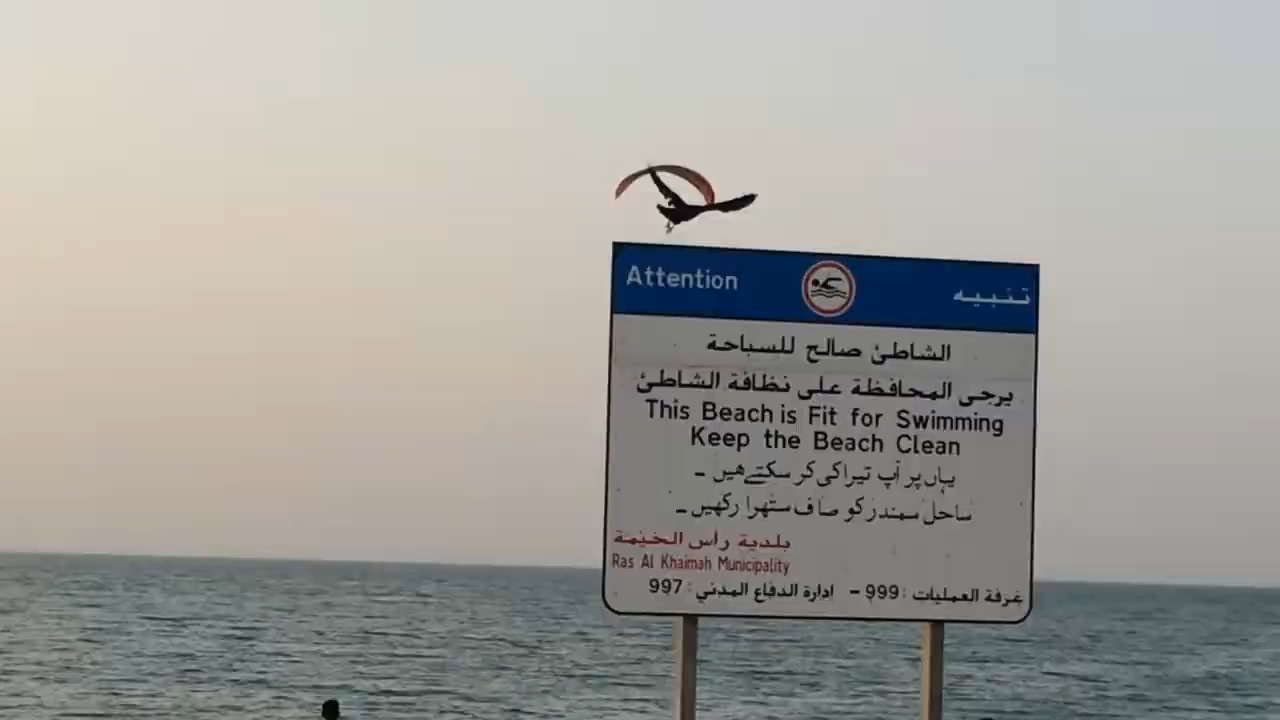 Attention تنبيه
الشاطئ صالح للسباحة
يرجى المحافظة على نظافة الشاطئ
This Beach is Fit for Swimming
Keep the Beach Clean
یہاں پر آپ تیراکی کر سکتے ھیں -
ساحل سمندر کو صاف ستھرا رکھیں -
بلدية رأس الخيمة
Ras Al Khaimah Municipality
غرفة العمليات : 999 - ادارة الدفاع المدني : 997